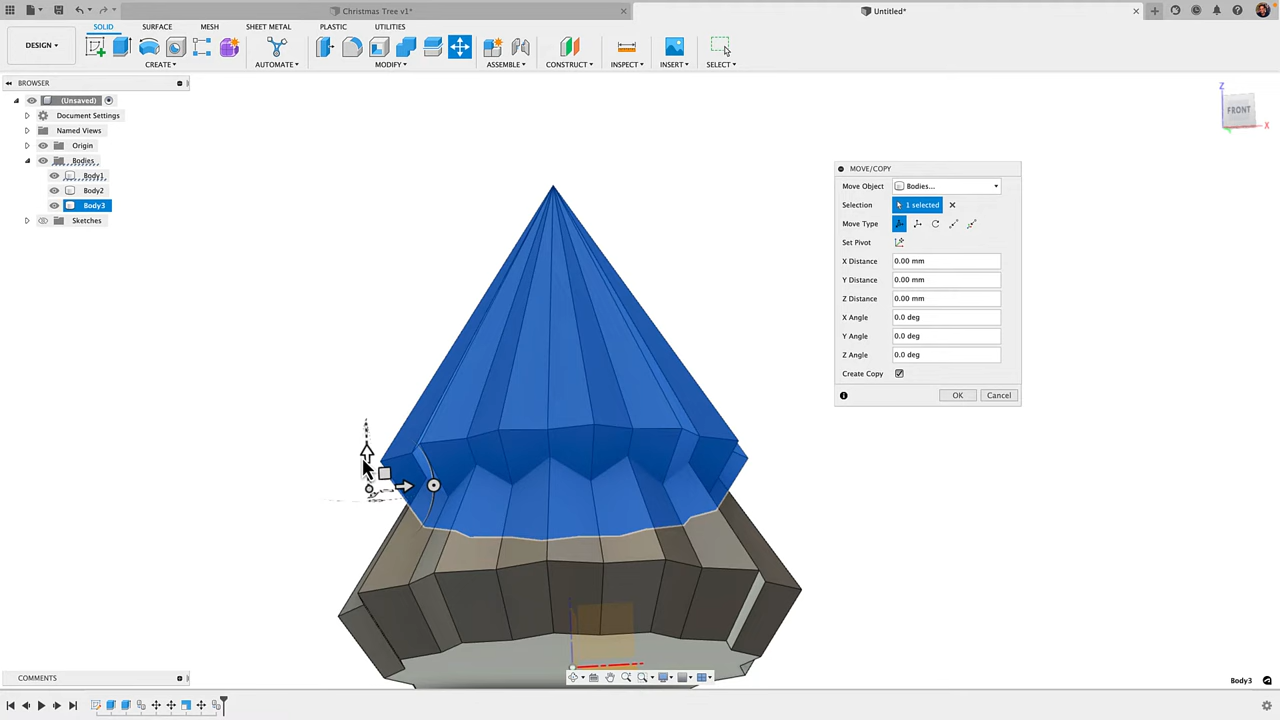 Christmas Tree v1*
Untitled*
SOLID SURFACE MESH SHEET METAL PLASTIC UTILITIES
DESIGN
CREATE AUTOMATE MODIFY ASSEMBLE CONSTRUCT INSPECT INSERT SELECT
BROWSER
(Unsaved)
Document Settings
Named Views
Origin
Bodies
Body1
Body2
Body3
Sketches
Z
FRONT
X
MOVE/COPY
Move Object Bodies...
Selection 1 selected
Move Type
Set Pivot
X Distance 0.00 mm
Y Distance 0.00 mm
Z Distance 0.00 mm
X Angle 0.0 deg
Y Angle 0.0 deg
Z Angle 0.0 deg
Create Copy
OK Cancel
COMMENTS
Body3